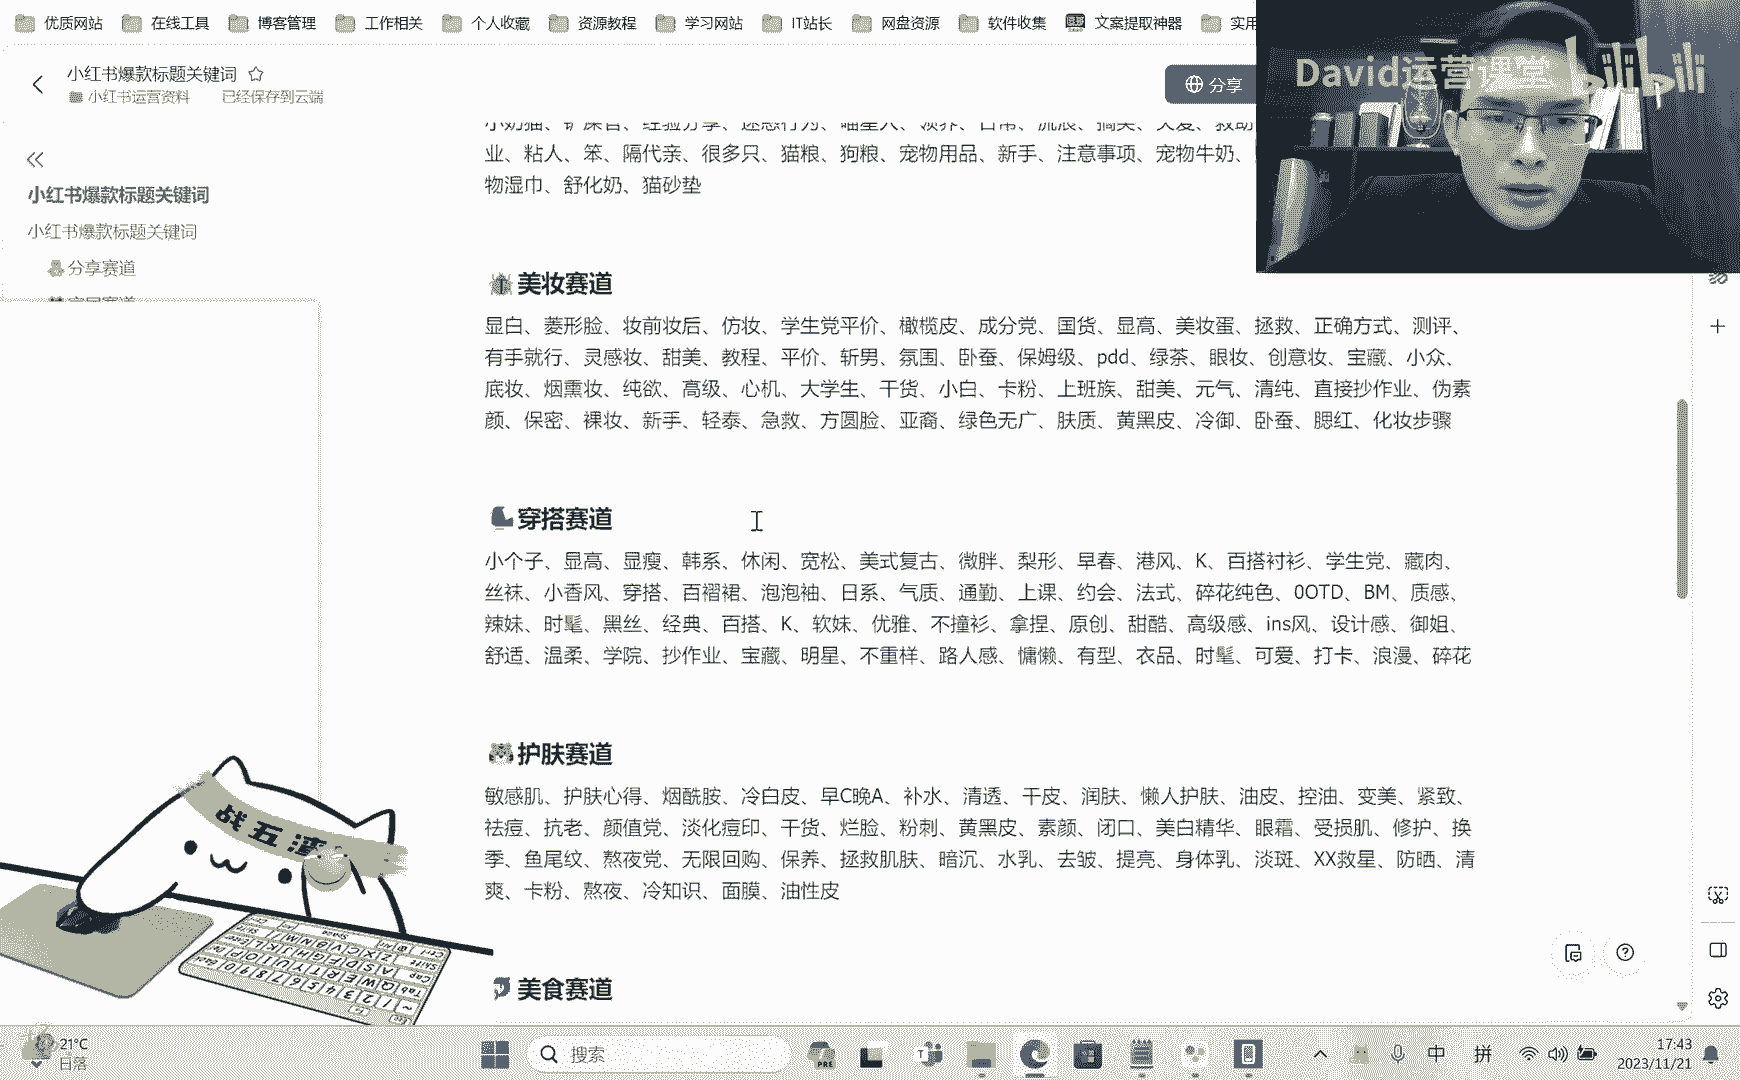 优质网站 在线工具 博客管理 工作相关 个人收藏 资源教程 学习网站 IT站长 网盘资源 软件收集 文案提取神器 实用
小红书爆款标题关键词
小红书运营资料 已经保存到云端
分享
David运营课堂 bilibili
小红书爆款标题关键词
小红书爆款标题关键词
分享赛道
业、粘人、笨、隔代亲、很多只、猫粮、狗粮、宠物用品、新手、注意事项、宠物牛奶、
物湿巾、舒化奶、猫砂垫
美妆赛道
显白、菱形脸、妆前妆后、仿妆、学生党平价、橄榄皮、成分党、国货、显高、美妆蛋、拯救、正确方式、测评、
有手就行、灵感妆、甜美、教程、平价、斩男、氛围、卧蚕、保姆级、pdd、绿茶、眼妆、创意妆、宝藏、小众、
底妆、烟熏妆、纯欲、高级、心机、大学生、干货、小白、卡粉、上班族、甜美、元气、清纯、直接抄作业、伪素
颜、保密、裸妆、新手、轻泰、急救、方圆脸、亚裔、绿色无广、肤质、黄黑皮、冷御、卧蚕、腮红、化妆步骤
穿搭赛道
小个子、显高、显瘦、韩系、休闲、宽松、美式复古、微胖、梨形、早春、港风、K、百搭衬衫、学生党、藏肉、
丝袜、小香风、穿搭、百褶裙、泡泡袖、日系、气质、通勤、上课、约会、法式、碎花纯色、0OTD、BM、质感、
辣妹、时髦、黑丝、经典、百搭、K、软妹、优雅、不撞衫、拿捏、原创、甜酷、高级感、ins风、设计感、御姐、
舒适、温柔、学院、抄作业、宝藏、明星、不重样、路人感、慵懒、有型、衣品、时髦、可爱、打卡、浪漫、碎花
护肤赛道
敏感肌、护肤心得、烟酰胺、冷白皮、早C晚A、补水、清透、干皮、润肤、懒人护肤、油皮、控油、变美、紧致、
祛痘、抗老、颜值党、淡化痘印、干货、烂脸、粉刺、黄黑皮、素颜、闭口、美白精华、眼霜、受损肌、修护、换
季、鱼尾纹、熬夜党、无限回购、保养、拯救肌肤、暗沉、水乳、去皱、提亮、身体乳、淡斑、XX救星、防晒、清
爽、卡粉、熬夜、冷知识、面膜、油性皮
美食赛道
战五渣
21°C
日落
搜索
PRE
中 拼
17:43
2023/11/21